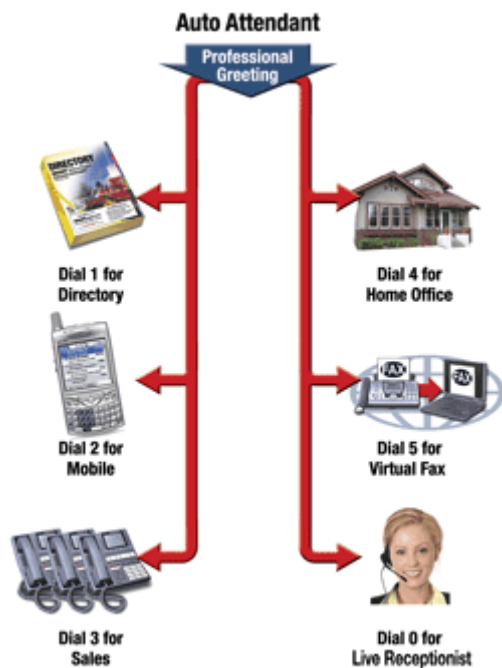 Auto Attendant
Professional
Greeting
DIRECTORY
Dial 1 for
Directory
Dial 2 for
Mobile
Dial 3 for
Sales
Dial 4 for
Home Office
FAX
FAX
Dial 5 for
Virtual Fax
Dial 0 for
Live Receptionist